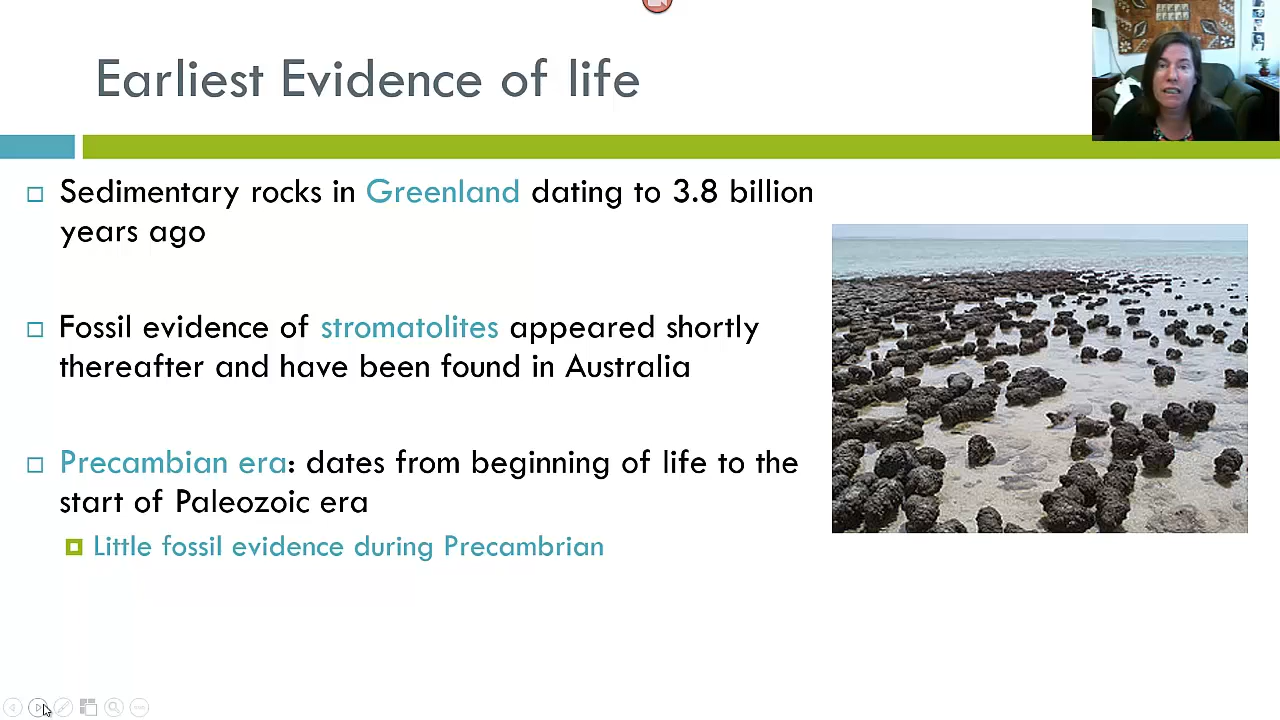 Earliest Evidence of life
Sedimentary rocks in Greenland dating to 3.8 billion
years ago
Fossil evidence of stromatolites appeared shortly
thereafter and have been found in Australia
Precambian era: dates from beginning of life to the
start of Paleozoic era
Little fossil evidence during Precambrian